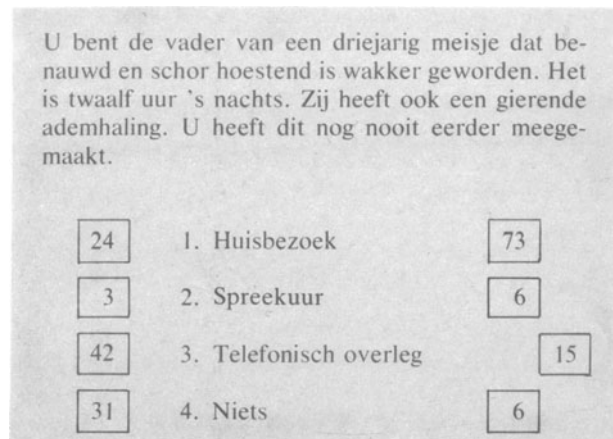 U bent de vader van een driejarig meisje dat be-
nauwd en schor hoestend is wakker geworden. Het
is twaalf uur 's nachts. Zij heeft ook een gierende
ademhaling. U heeft dit nog nooit eerder meege-
maakt.
24 1. Huisbezoek 73
3 2. Spreekuur 6
42 3. Telefonisch overleg 15
31 4. Niets 6